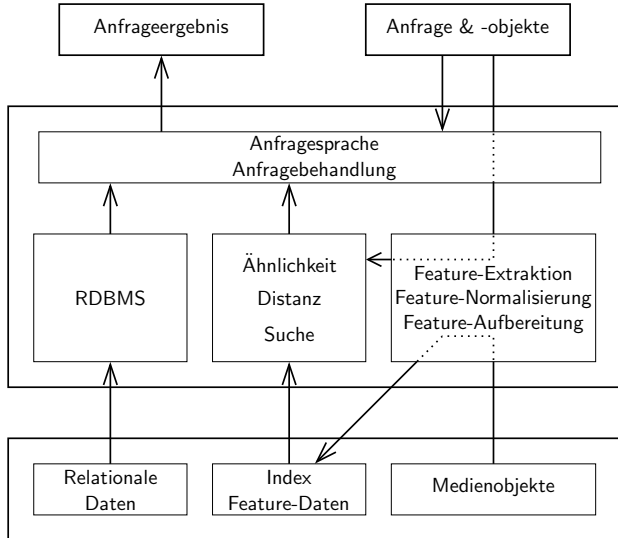 Anfrageergebnis
Anfrage & -objekte
Anfragesprache
Anfragebehandlung
RDBMS
Ähnlichkeit
Distanz
Suche
Feature-Extraktion
Feature-Normalisierung
Feature-Aufbereitung
Relationale
Daten
Index
Feature-Daten
Medienobjekte